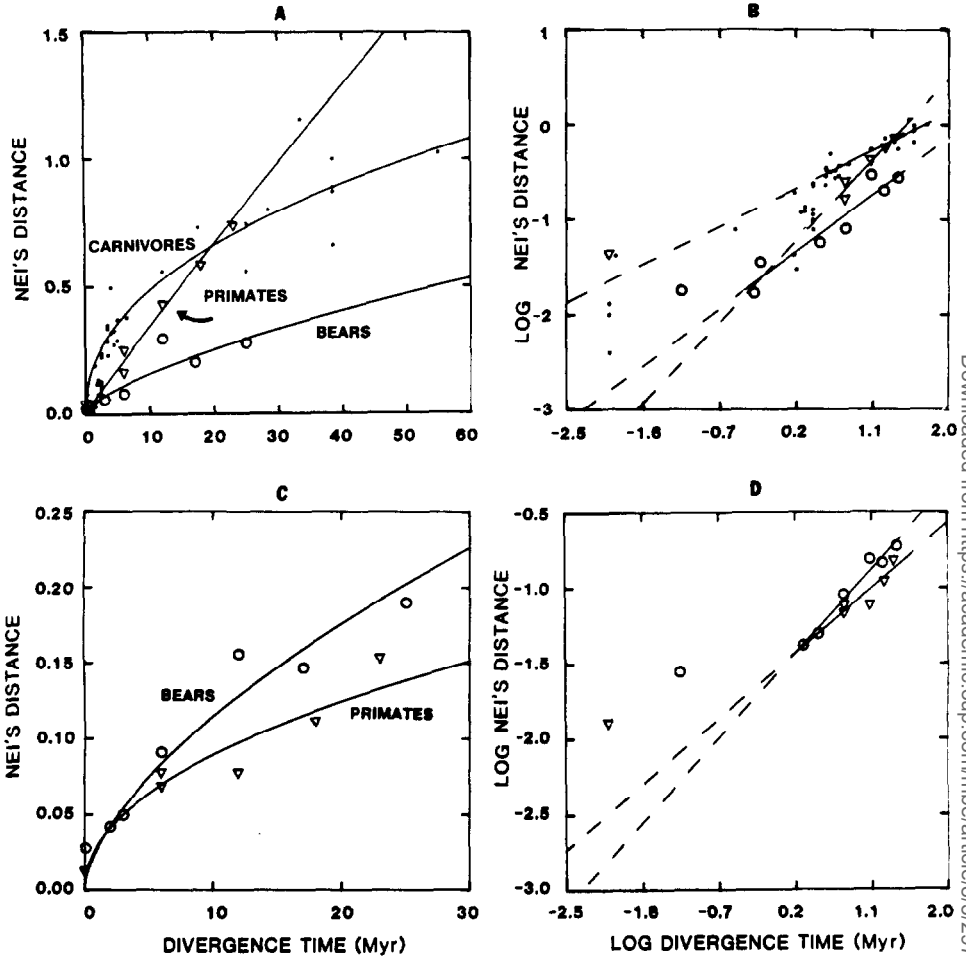 A
1.5
1.0
0.5
0.0
NEI'S DISTANCE
CARNIVORES
PRIMATES
BEARS
0 10 20 30 40 50 60
B
1
0
-1
-2
-3
LOG NEI'S DISTANCE
-2.5 -1.6 -0.7 0.2 1.1 2.0
C
0.25
0.20
0.15
0.10
0.05
0.00
NEI'S DISTANCE
BEARS
PRIMATES
0 10 20 30
DIVERGENCE TIME (Myr)
D
-0.5
-1.0
-1.5
-2.0
-2.5
-3.0
LOG NEI'S DISTANCE
-2.5 -1.6 -0.7 0.2 1.1 2.0
LOG DIVERGENCE TIME (Myr)